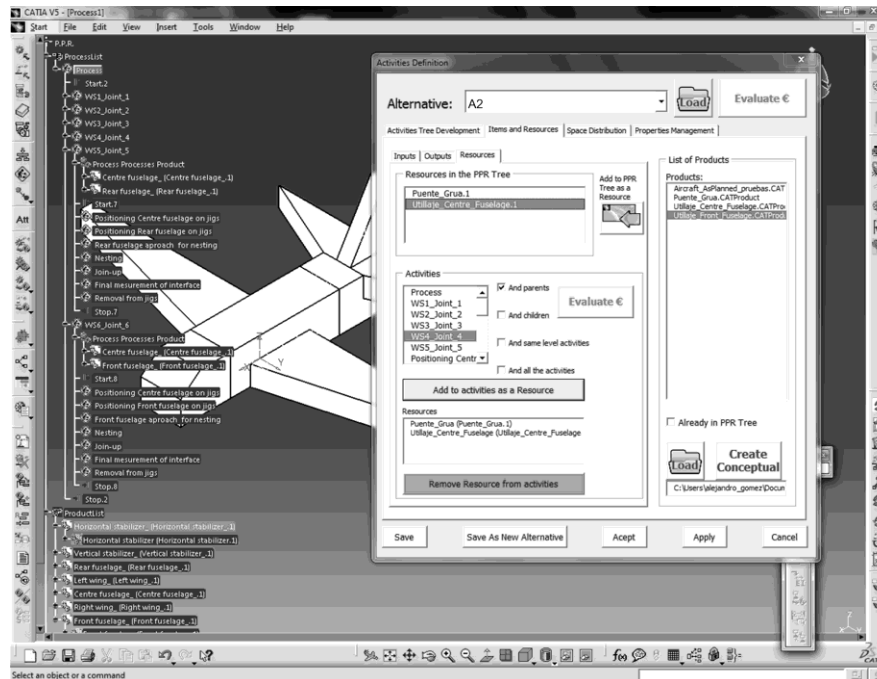 CATIA V5 - [Process1]
Start File Edit View Insert Tools Window Help
P.P.R.
ProcessList
Process
Start.2
WS1_Joint_1
WS2_Joint_2
WS3_Joint_3
WS4_Joint_4
WS5_Joint_5
Process Processes Product
Centre fuselage_ (Centre fuselage_.1)
Rear fuselage_ (Rear fuselage_.1)
Start.7
Positioning Centre fuselage on jigs
Positioning Rear fuselage on jigs
Rear fuselage aproach for nesting
Nesting
Join-up
Final mesurement of interface
Removal from jigs
Stop.7
WS6_Joint_6
Process Processes Product
Centre fuselage_ (Centre fuselage_.1)
Front fuselage_ (Front fuselage_.1)
Start.8
Positioning Centre fuselage on jigs
Positioning Front fuselage on jigs
Front fuselage aproach for nesting
Nesting
Join-up
Final mesurement of interface
Removal from jigs
Stop.8
Stop.2
ProductList
Horizontal stabilizer_ (Horizontal stabilizer_.1)
Horizontal stabilizer (Horizontal stabilizer.1)
Vertical stabilizer_ (Vertical stabilizer_.1)
Rear fuselage_ (Rear fuselage_.1)
Left wing_ (Left wing_.1)
Centre fuselage_ (Centre fuselage_.1)
Right wing_ (Right wing_.1)
Front fuselage_ (Front fuselage_.1)
Att
Z
X
Y
Activities Definition
Alternative: A2
Load
Evaluate €
Activities Tree Development Items and Resources Space Distribution Properties Management
Inputs Outputs Resources
Resources in the PPR Tree
Puente_Grua.1
Utillaje_Centre_Fuselage.1
Add to PPR
Tree as a
Resource
Activities
Process
WS1_Joint_1
WS2_Joint_2
WS3_Joint_3
WS4_Joint_4
WS5_Joint_5
Positioning Centr
And parents
And children
And same level activities
And all the activities
Evaluate €
Add to activities as a Resource
Resources
Puente_Grua (Puente_Grua.1)
Utillaje_Centre_Fuselage (Utillaje_Centre_Fuselage
Remove Resource from activities
List of Products
Products:
Aircraft_AsPlanned_pruebas.CAT
Puente_Grua.CATProduct
Utillaje_Centre_Fuselage.CATPro
Utillaje_Front_Fuselage.CATProd
Already in PPR Tree
Load
Create
Conceptual
C:\Users\alejandro_gomez\Docun
Save
Save As New Alternative
Acept
Apply
Cancel
Select an object or a command